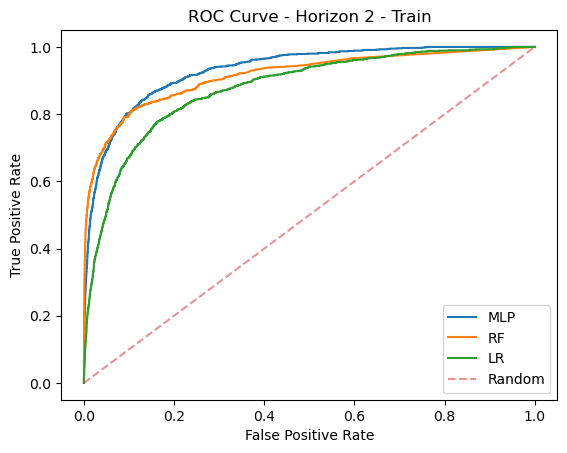 ROC Curve - Horizon 2 - Train
True Positive Rate
1.0
0.8
0.6
0.4
0.2
0.0
MLP
RF
LR
Random
0.0 0.2 0.4 0.6 0.8 1.0
False Positive Rate